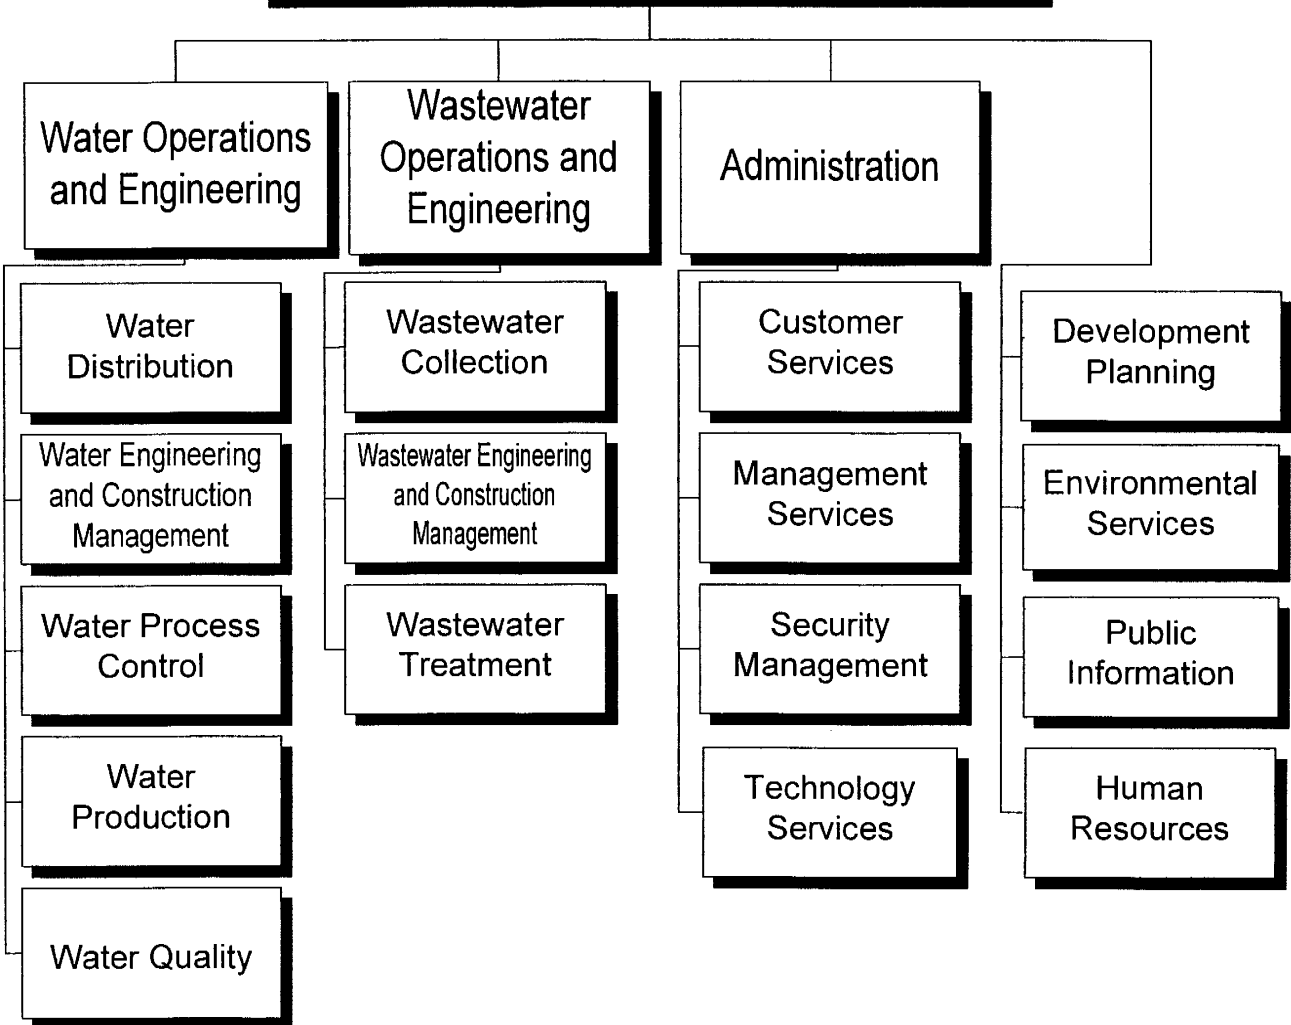 Water Operations
and Engineering
Wastewater
Operations and
Engineering
Administration
Water
Distribution
Water Engineering
and Construction
Management
Water Process
Control
Water
Production
Water Quality
Wastewater
Collection
Wastewater Engineering
and Construction
Management
Wastewater
Treatment
Customer
Services
Management
Services
Security
Management
Technology
Services
Development
Planning
Environmental
Services
Public
Information
Human
Resources